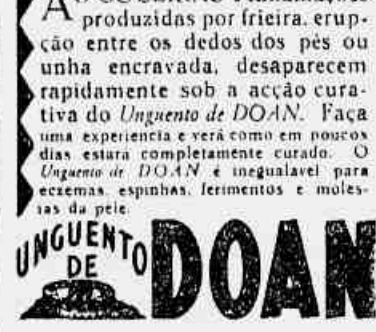 produzidas por frieira, erup-
ção entre os dedos dos pés ou
unha encravada, desaparecem
rapidamente sob a acção cura-
tiva do Unguento de DOAN. Faça
uma experiencia e verá como em poucos
dias estará completamente curado. O
Unguento de DOAN é inegualavel para
eczemas, espinhas, ferimentos e moles-
ias da pele.
UNGUENTO
DE
DOAN